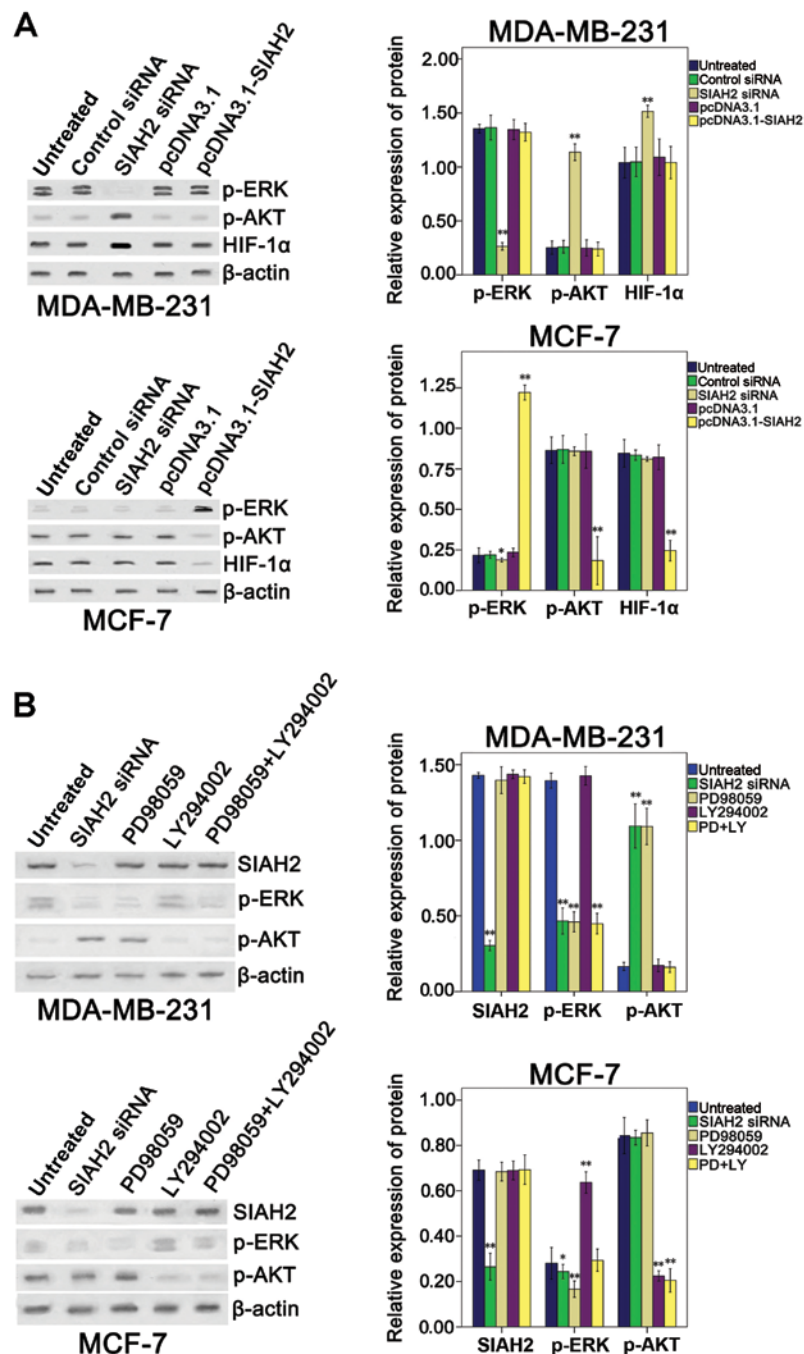 A
Untreated
Control siRNA
SIAH2 siRNA
pcDNA3.1
pcDNA3.1-SIAH2
p-ERK
p-AKT
HIF-1α
β-actin
MDA-MB-231
MDA-MB-231
Relative expression of protein
2.00
1.50
1.00
0.50
0.00
** ** **
p-ERK p-AKT HIF-1α
Untreated
Control siRNA
SIAH2 siRNA
pcDNA3.1
pcDNA3.1-SIAH2
Untreated
Control siRNA
SIAH2 siRNA
pcDNA3.1
pcDNA3.1-SIAH2
p-ERK
p-AKT
HIF-1α
β-actin
MCF-7
MCF-7
Relative expression of protein
1.25
1.00
0.75
0.50
0.25
0.00
* ** ** **
p-ERK p-AKT HIF-1α
Untreated
Control siRNA
SIAH2 siRNA
pcDNA3.1
pcDNA3.1-SIAH2
B
Untreated
SIAH2 siRNA
PD98059
LY294002
PD98059+LY294002
SIAH2
p-ERK
p-AKT
β-actin
MDA-MB-231
MDA-MB-231
Relative expression of protein
1.50
1.00
0.50
0.00
** ** ** ** ** **
SIAH2 p-ERK p-AKT
Untreated
SIAH2 siRNA
PD98059
LY294002
PD+LY
Untreated
SIAH2 siRNA
PD98059
LY294002
PD98059+LY294002
SIAH2
p-ERK
p-AKT
β-actin
MCF-7
MCF-7
Relative expression of protein
1.00
0.80
0.60
0.40
0.20
0.00
** * ** ** ** **
SIAH2 p-ERK p-AKT
Untreated
SIAH2 siRNA
PD98059
LY294002
PD+LY